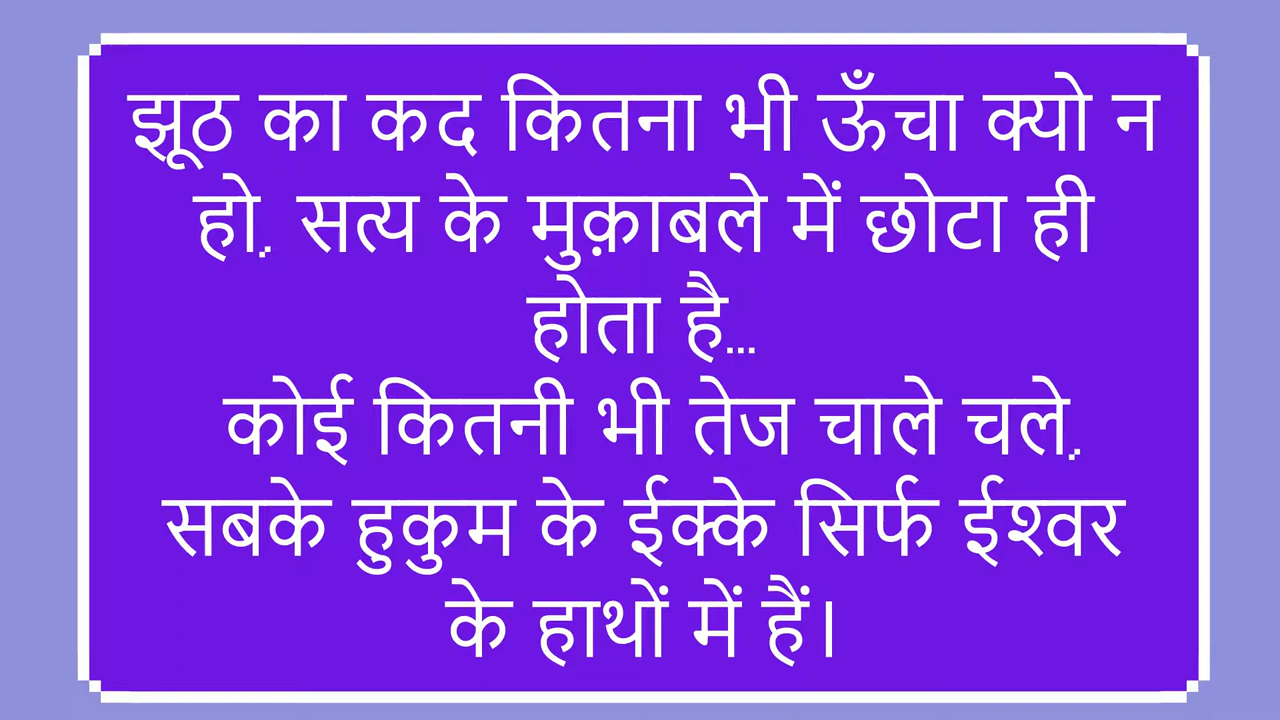 झूठ का कद कितना भी ऊँचा क्यो न
हो, सत्य के मुक़ाबले में छोटा ही
होता है...
कोई कितनी भी तेज चाले चले,
सबके हुकुम के ईक्के सिर्फ ईश्वर
के हाथों में हैं।